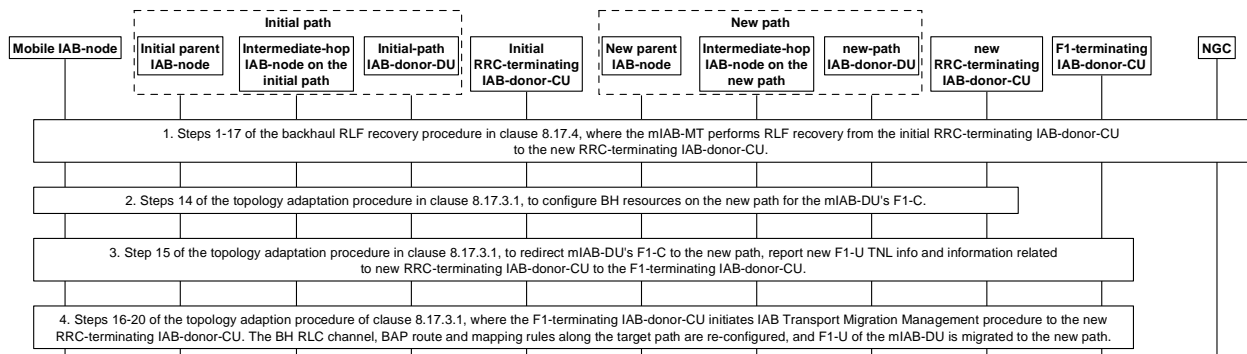 Initial path
New path
Mobile IAB-node
Initial parent
IAB-node
Intermediate-hop
IAB-node on the
initial path
Initial-path
IAB-donor-DU
Initial
RRC-terminating
IAB-donor-CU
New parent
IAB-node
Intermediate-hop
IAB-node on the
new path
new-path
IAB-donor-DU
new
RRC-terminating
IAB-donor-CU
F1-terminating
IAB-donor-CU
NGC
1. Steps 1-17 of the backhaul RLF recovery procedure in clause 8.17.4, where the mIAB-MT performs RLF recovery from the initial RRC-terminating IAB-donor-CU
to the new RRC-terminating IAB-donor-CU.
2. Steps 14 of the topology adaptation procedure in clause 8.17.3.1, to configure BH resources on the new path for the mIAB-DU's F1-C.
3. Step 15 of the topology adaptation procedure in clause 8.17.3.1, to redirect mIAB-DU's F1-C to the new path, report new F1-U TNL info and information related
to new RRC-terminating IAB-donor-CU to the F1-terminating IAB-donor-CU.
4. Steps 16-20 of the topology adaption procedure of clause 8.17.3.1, where the F1-terminating IAB-donor-CU initiates IAB Transport Migration Management procedure to the new
RRC-terminating IAB-donor-CU. The BH RLC channel, BAP route and mapping rules along the target path are re-configured, and F1-U of the mIAB-DU is migrated to the new path.